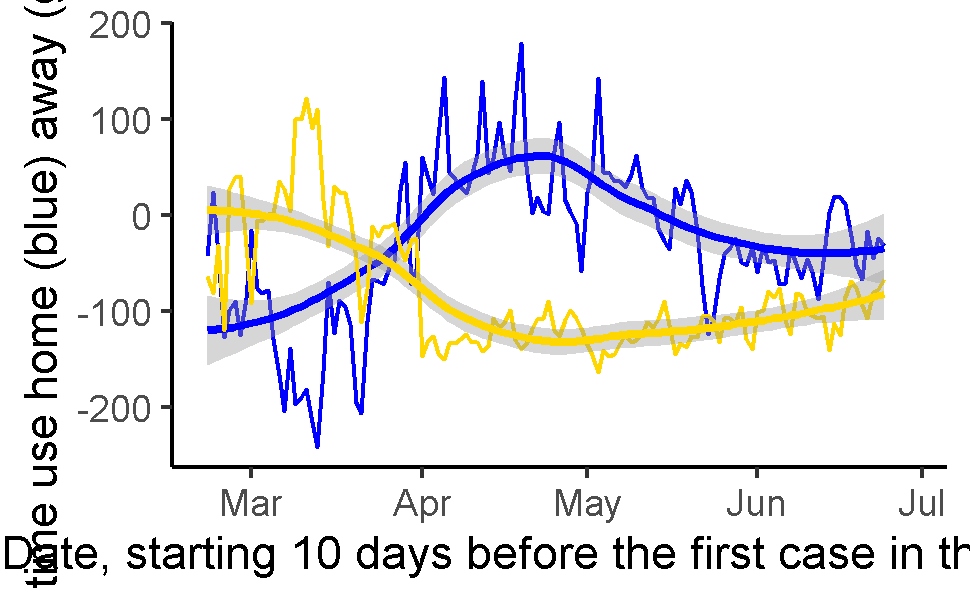 time use home (blue) away (
200
100
0
-100
-200
Mar Apr May Jun Jul
Date, starting 10 days before the first case in th